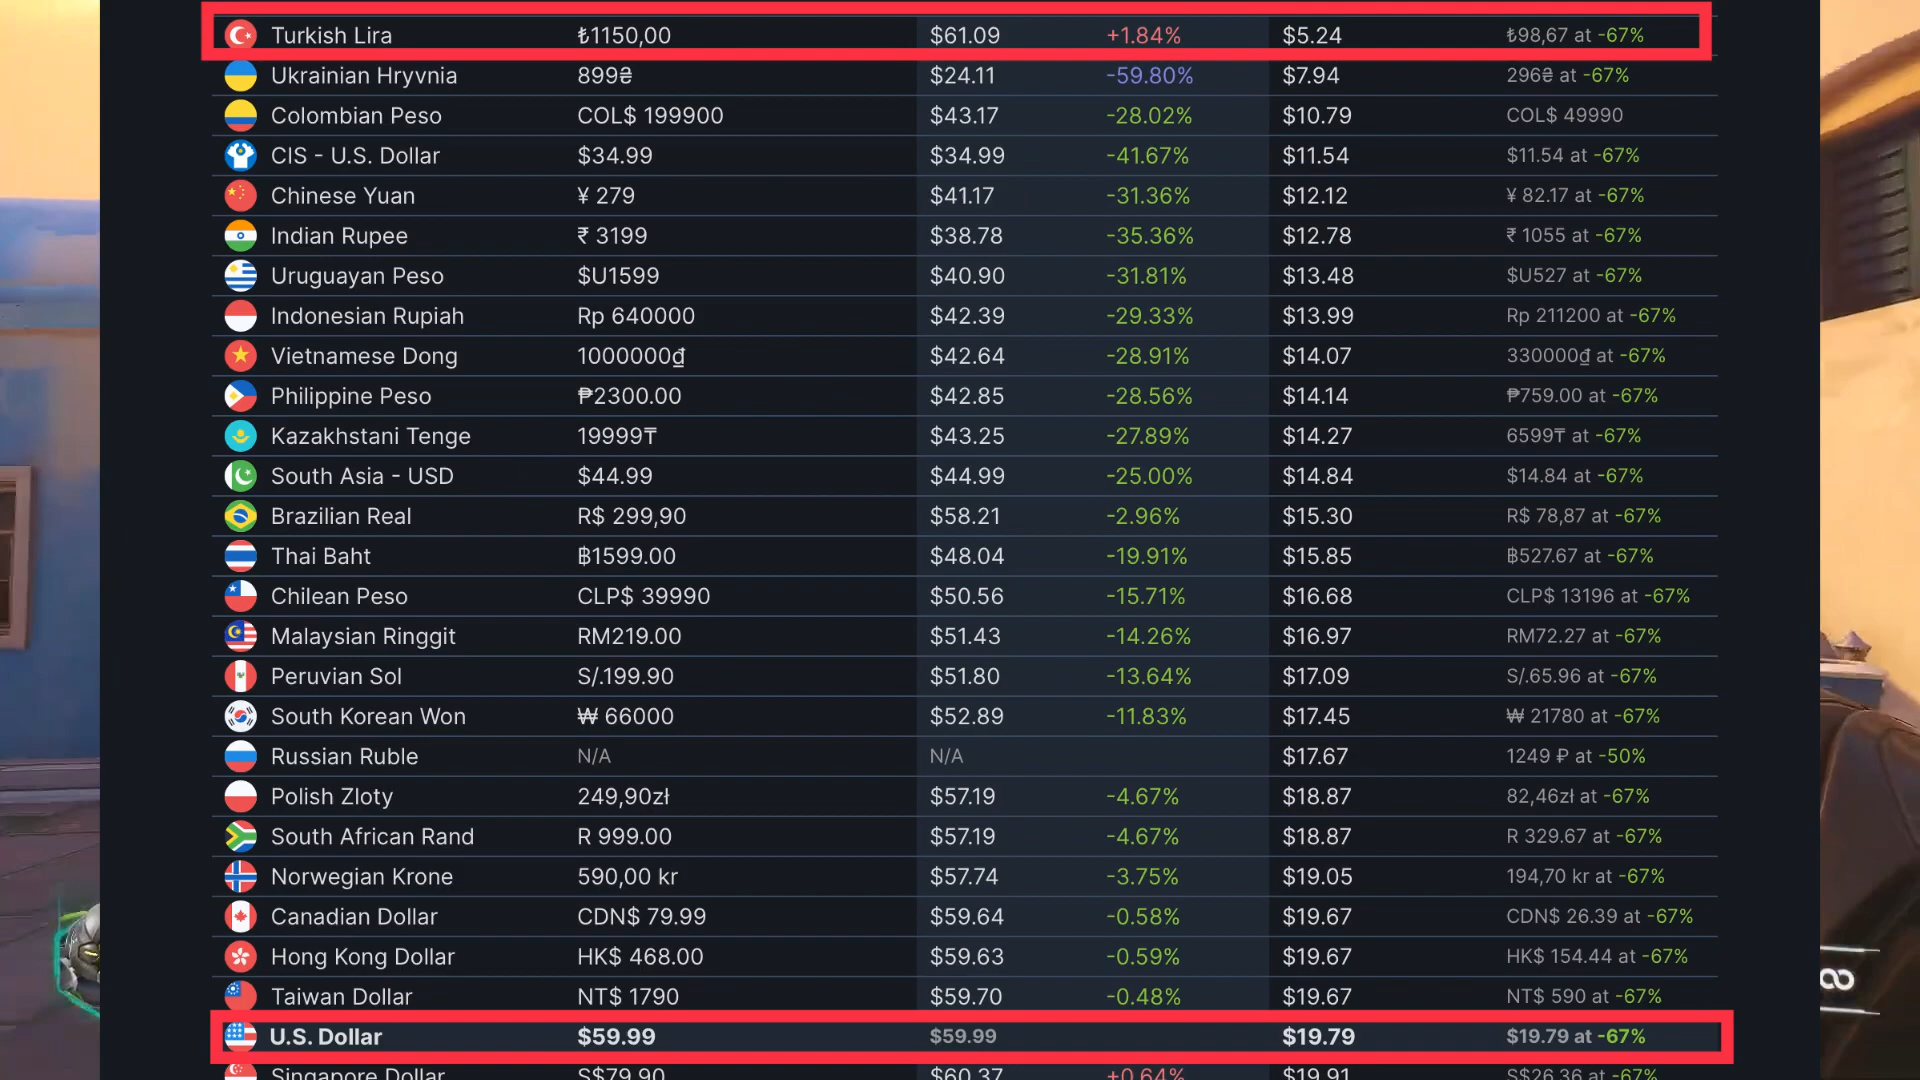 Turkish Lira ₺1150,00 $61.09 +1.84% $5.24 ₺98,67 at -67%
Ukrainian Hryvnia 899₴ $24.11 -59.80% $7.94 296₴ at -67%
Colombian Peso COL$ 199900 $43.17 -28.02% $10.79 COL$ 49990
CIS - U.S. Dollar $34.99 $34.99 -41.67% $11.54 $11.54 at -67%
Chinese Yuan ¥ 279 $41.17 -31.36% $12.12 ¥ 82.17 at -67%
Indian Rupee ₹ 3199 $38.78 -35.36% $12.78 ₹ 1055 at -67%
Uruguayan Peso $U1599 $40.90 -31.81% $13.48 $U527 at -67%
Indonesian Rupiah Rp 640000 $42.39 -29.33% $13.99 Rp 211200 at -67%
Vietnamese Dong 1000000₫ $42.64 -28.91% $14.07 330000₫ at -67%
Philippine Peso ₱2300.00 $42.85 -28.56% $14.14 ₱759.00 at -67%
Kazakhstani Tenge 19999₸ $43.25 -27.89% $14.27 6599₸ at -67%
South Asia - USD $44.99 $44.99 -25.00% $14.84 $14.84 at -67%
Brazilian Real R$ 299,90 $58.21 -2.96% $15.30 R$ 78,87 at -67%
Thai Baht ฿1599.00 $48.04 -19.91% $15.85 ฿527.67 at -67%
Chilean Peso CLP$ 39990 $50.56 -15.71% $16.68 CLP$ 13196 at -67%
Malaysian Ringgit RM219.00 $51.43 -14.26% $16.97 RM72.27 at -67%
Peruvian Sol S/.199.90 $51.80 -13.64% $17.09 S/.65.96 at -67%
South Korean Won ₩ 66000 $52.89 -11.83% $17.45 ₩ 21780 at -67%
Russian Ruble N/A N/A $17.67 1249 ₽ at -50%
Polish Zloty 249,90zł $57.19 -4.67% $18.87 82,46zł at -67%
South African Rand R 999.00 $57.19 -4.67% $18.87 R 329.67 at -67%
Norwegian Krone 590,00 kr $57.74 -3.75% $19.05 194,70 kr at -67%
Canadian Dollar CDN$ 79.99 $59.64 -0.58% $19.67 CDN$ 26.39 at -67%
Hong Kong Dollar HK$ 468.00 $59.63 -0.59% $19.67 HK$ 154.44 at -67%
Taiwan Dollar NT$ 1790 $59.70 -0.48% $19.67 NT$ 590 at -67%
U.S. Dollar $59.99 $59.99 $19.79 $19.79 at -67%
Singapore Dollar S$79.90 $60.37 +0.64% $19.91 S$26.36 at -67%